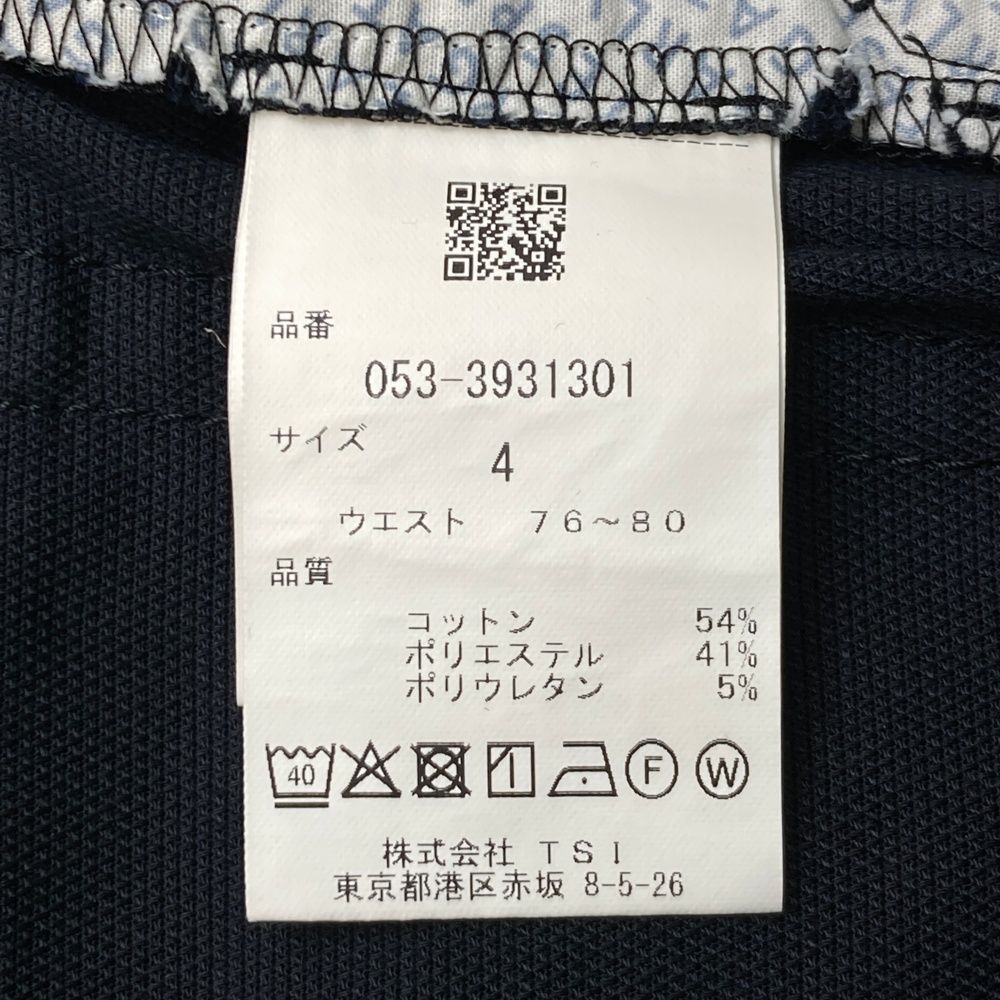 品番
053-3931301
サイズ
4
ウエスト 76～80
品質
コットン 54%
ポリエステル 41%
ポリウレタン 5%
40 F W
株式会社 TSI
東京都港区赤坂 8-5-26